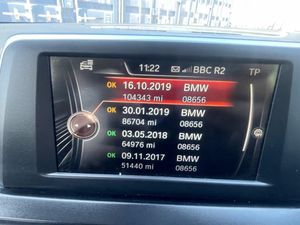 11:22 BBC R2 TP
OK 16.10.2019 BMW
104343 mi 08656
OK 30.01.2019 BMW
86704 mi 08656
OK 03.05.2018 BMW
64976 mi 08656
OK 09.11.2017 BMW
51440 mi 08656